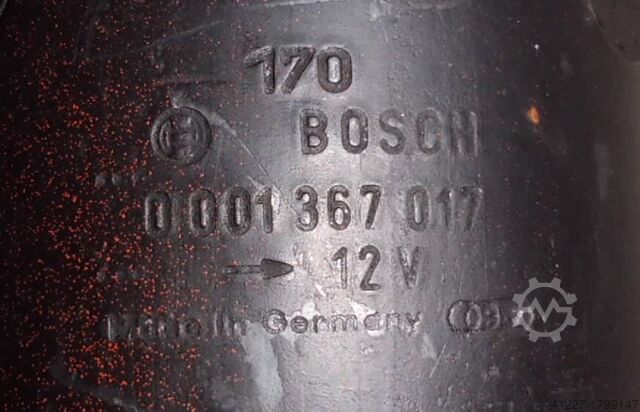 170
BOSCH
0 001 367 017
12 V
Made in Germany
41227-1799147